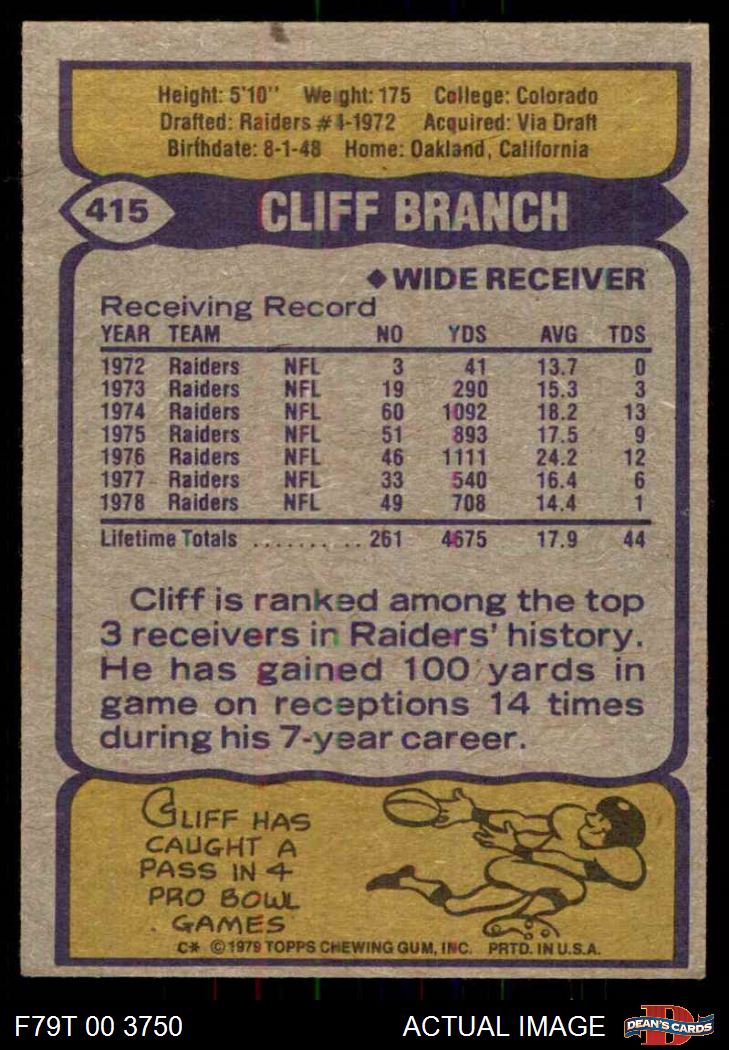 Height: 5'10" Weight: 175 College: Colorado
Drafted: Raiders #4-1972 Acquired: Via Draft
Birthdate: 8-1-48 Home: Oakland, California
415 CLIFF BRANCH
◆ WIDE RECEIVER
Receiving Record
YEAR TEAM NO YDS AVG TDS
1972 Raiders NFL 3 41 13.7 0
1973 Raiders NFL 19 290 15.3 3
1974 Raiders NFL 60 1092 18.2 13
1975 Raiders NFL 51 893 17.5 9
1976 Raiders NFL 46 1111 24.2 12
1977 Raiders NFL 33 540 16.4 6
1978 Raiders NFL 49 708 14.4 1
Lifetime Totals .......... 261 4675 17.9 44
Cliff is ranked among the top
3 receivers in Raiders' history.
He has gained 100 yards in
game on receptions 14 times
during his 7-year career.
CLIFF HAS
CAUGHT A
PASS IN 4
PRO BOWL
GAMES
C* © 1979 TOPPS CHEWING GUM, INC. PRTD. IN U.S.A.
F79T 00 3750 ACTUAL IMAGE D DEAN'S CARDS